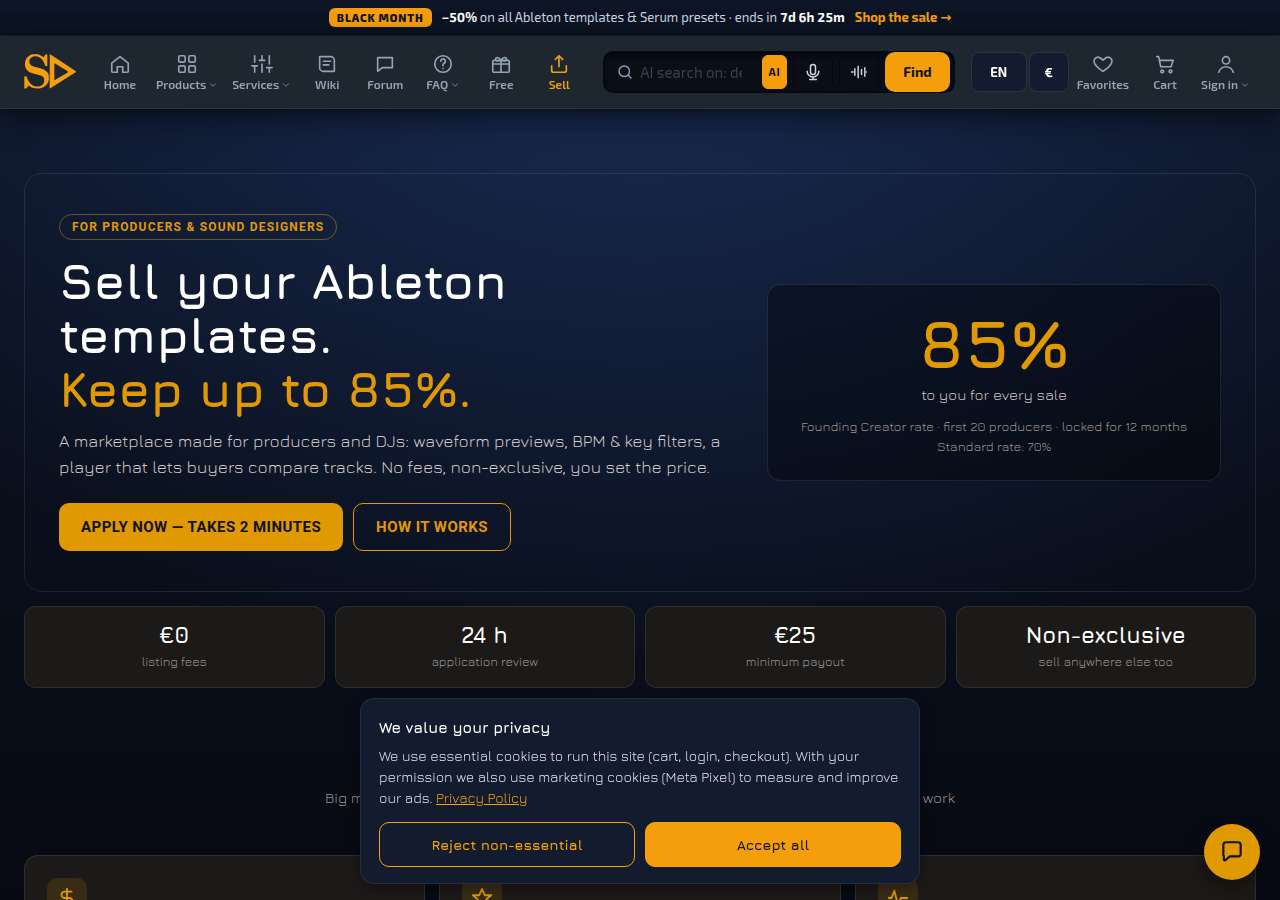 BLACK MONTH −50% on all Ableton templates & Serum presets · ends in 7d 6h 25m Shop the sale →
Home Products Services Wiki Forum FAQ Free Sell
AI search on: de AI Find EN € Favorites Cart Sign in
FOR PRODUCERS & SOUND DESIGNERS
Sell your Ableton
templates.
Keep up to 85%.
A marketplace made for producers and DJs: waveform previews, BPM & key filters, a
player that lets buyers compare tracks. No fees, non-exclusive, you set the price.
APPLY NOW — TAKES 2 MINUTES HOW IT WORKS
85%
to you for every sale
Founding Creator rate · first 20 producers · locked for 12 months
Standard rate: 70%
€0
listing fees
24 h
application review
€25
minimum payout
Non-exclusive
sell anywhere else too
We value your privacy
We use essential cookies to run this site (cart, login, checkout). With your
permission we also use marketing cookies (Meta Pixel) to measure and improve
our ads. Privacy Policy
Reject non-essential Accept all
Big
work